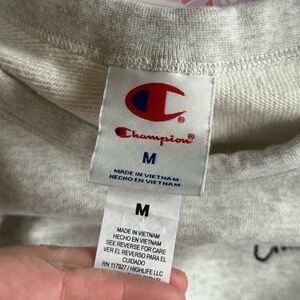 Champion®
M
MADE IN VIETNAM
HECHO EN VIETNAM
M
MADE IN VIETNAM
HECHO EN VIETNAM
SEE REVERSE FOR CARE
VER EL REVERSO PARA EL
CUIDADO
RN 117927 / HIGHLIFE LLC